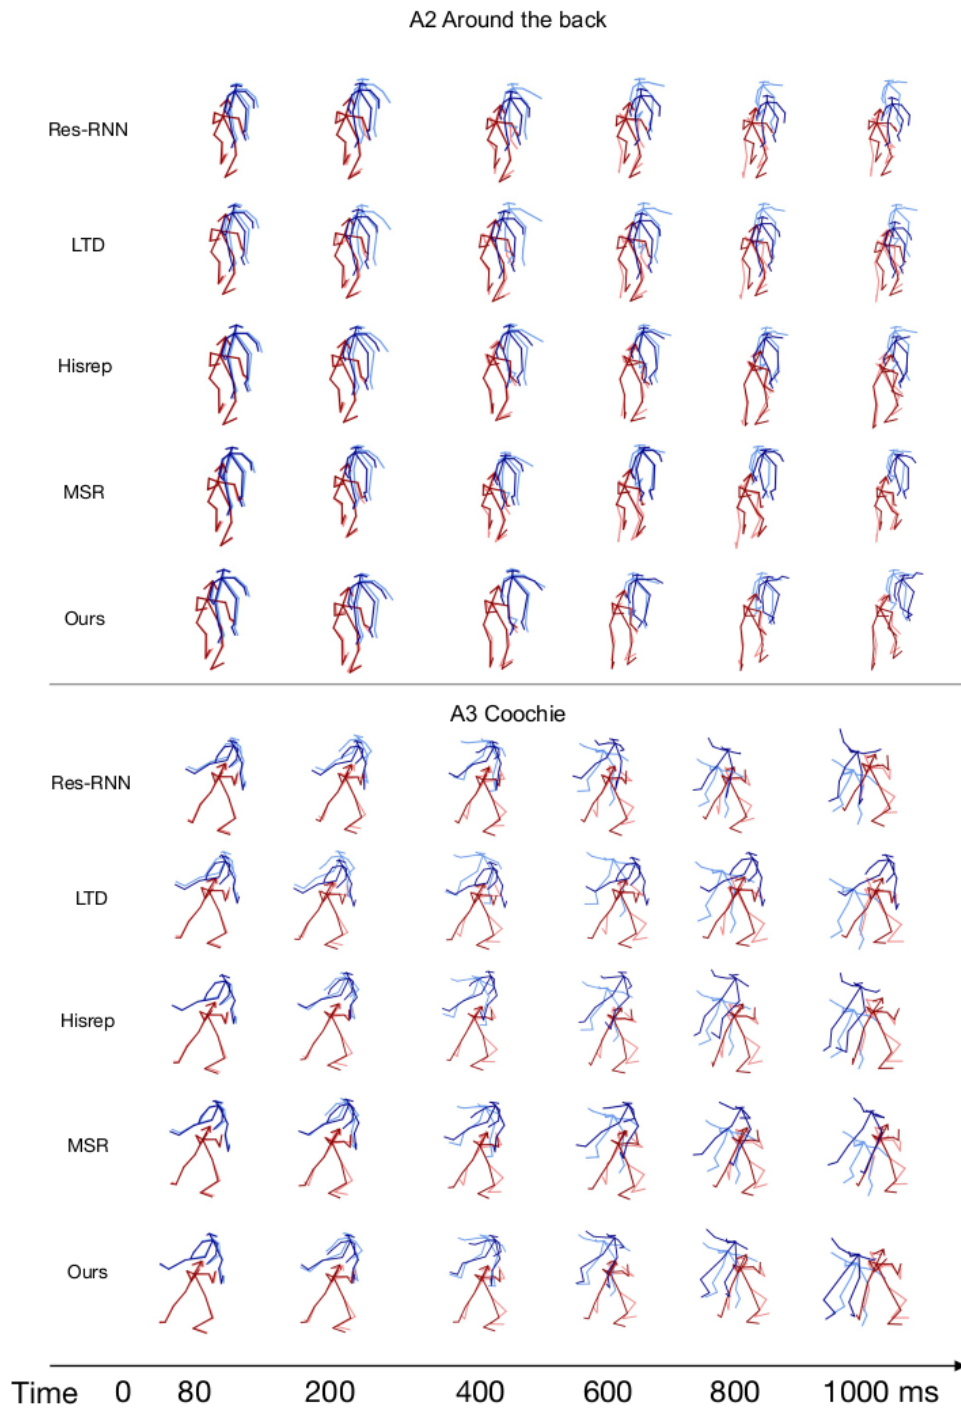 A2 Around the back
Res-RNN
LTD
Hisrep
MSR
Ours
A3 Coochie
Res-RNN
LTD
Hisrep
MSR
Ours
Time 0 80 200 400 600 800 1000 ms